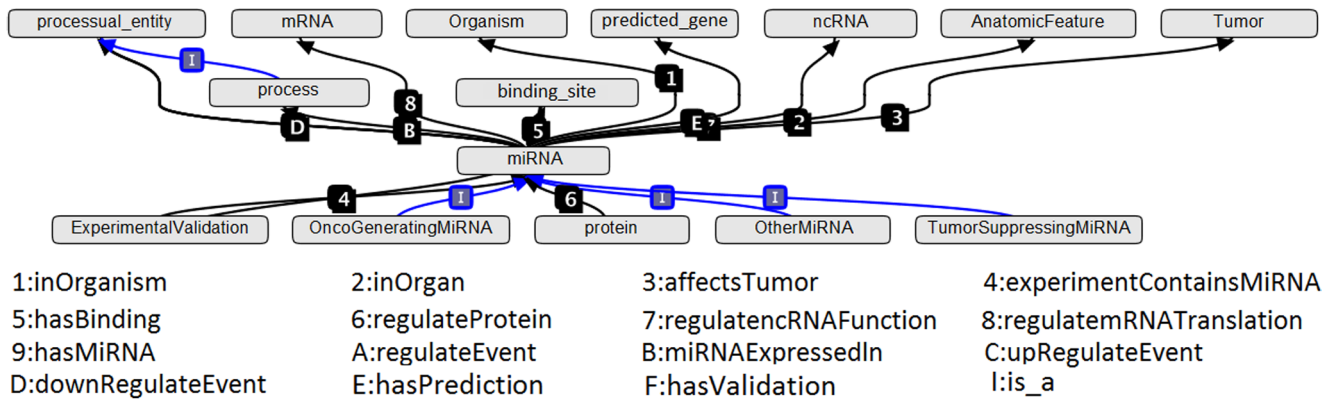 processual_entity mRNA Organism predicted_gene ncRNA AnatomicFeature Tumor
I
process binding_site 1
8
D B 5 E 7 2 3
miRNA
4 I 6 I I
ExperimentalValidation OncoGeneratingMiRNA protein OtherMiRNA TumorSuppressingMiRNA
1:inOrganism 2:inOrgan 3:affectsTumor 4:experimentContainsMiRNA
5:hasBinding 6:regulateProtein 7:regulatencRNAFunction 8:regulatemRNATranslation
9:hasMiRNA A:regulateEvent B:miRNAExpressedIn C:upRegulateEvent
D:downRegulateEvent E:hasPrediction F:hasValidation I:is_a